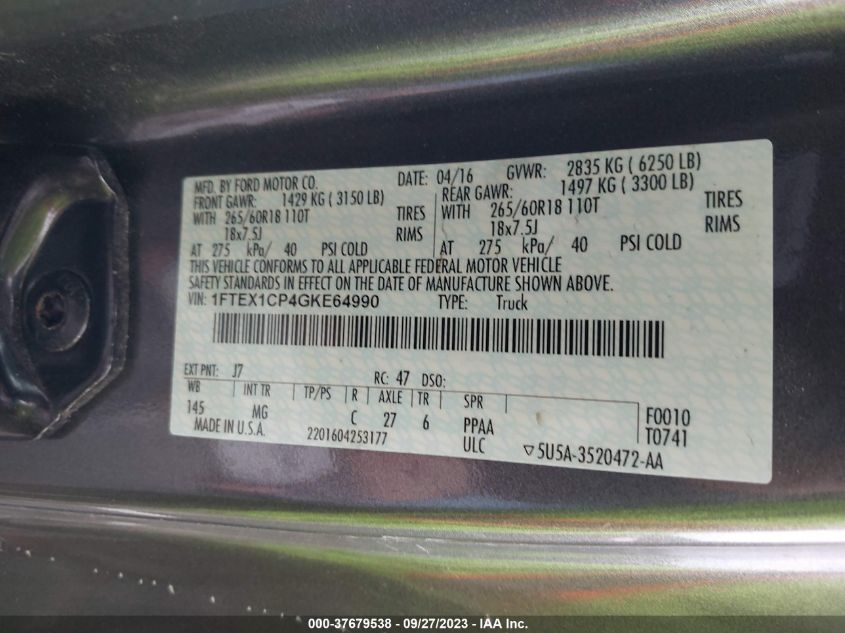 MFD. BY FORD MOTOR CO. DATE: 04/16 GVWR: 2835 KG ( 6250 LB)
FRONT GAWR: 1429 KG ( 3150 LB) REAR GAWR: 1497 KG ( 3300 LB)
WITH 265/60R18 110T TIRES WITH 265/60R18 110T TIRES
18x7.5J RIMS 18x7.5J RIMS
AT 275 kPa/ 40 PSI COLD AT 275 kPa/ 40 PSI COLD
THIS VEHICLE CONFORMS TO ALL APPLICABLE FEDERAL MOTOR VEHICLE
SAFETY STANDARDS IN EFFECT ON THE DATE OF MANUFACTURE SHOWN ABOVE.
VIN: 1FTEX1CP4GKE64990 TYPE: Truck
EXT PNT: J7 RC: 47 DSO:
WB INT TR TP/PS R AXLE TR SPR
145 MG C 27 6 PPAA F0010
MADE IN U.S.A. 2201604253177 ULC T0741
▽5U5A-3520472-AA
000-37679538 - 09/27/2023 - IAA Inc.